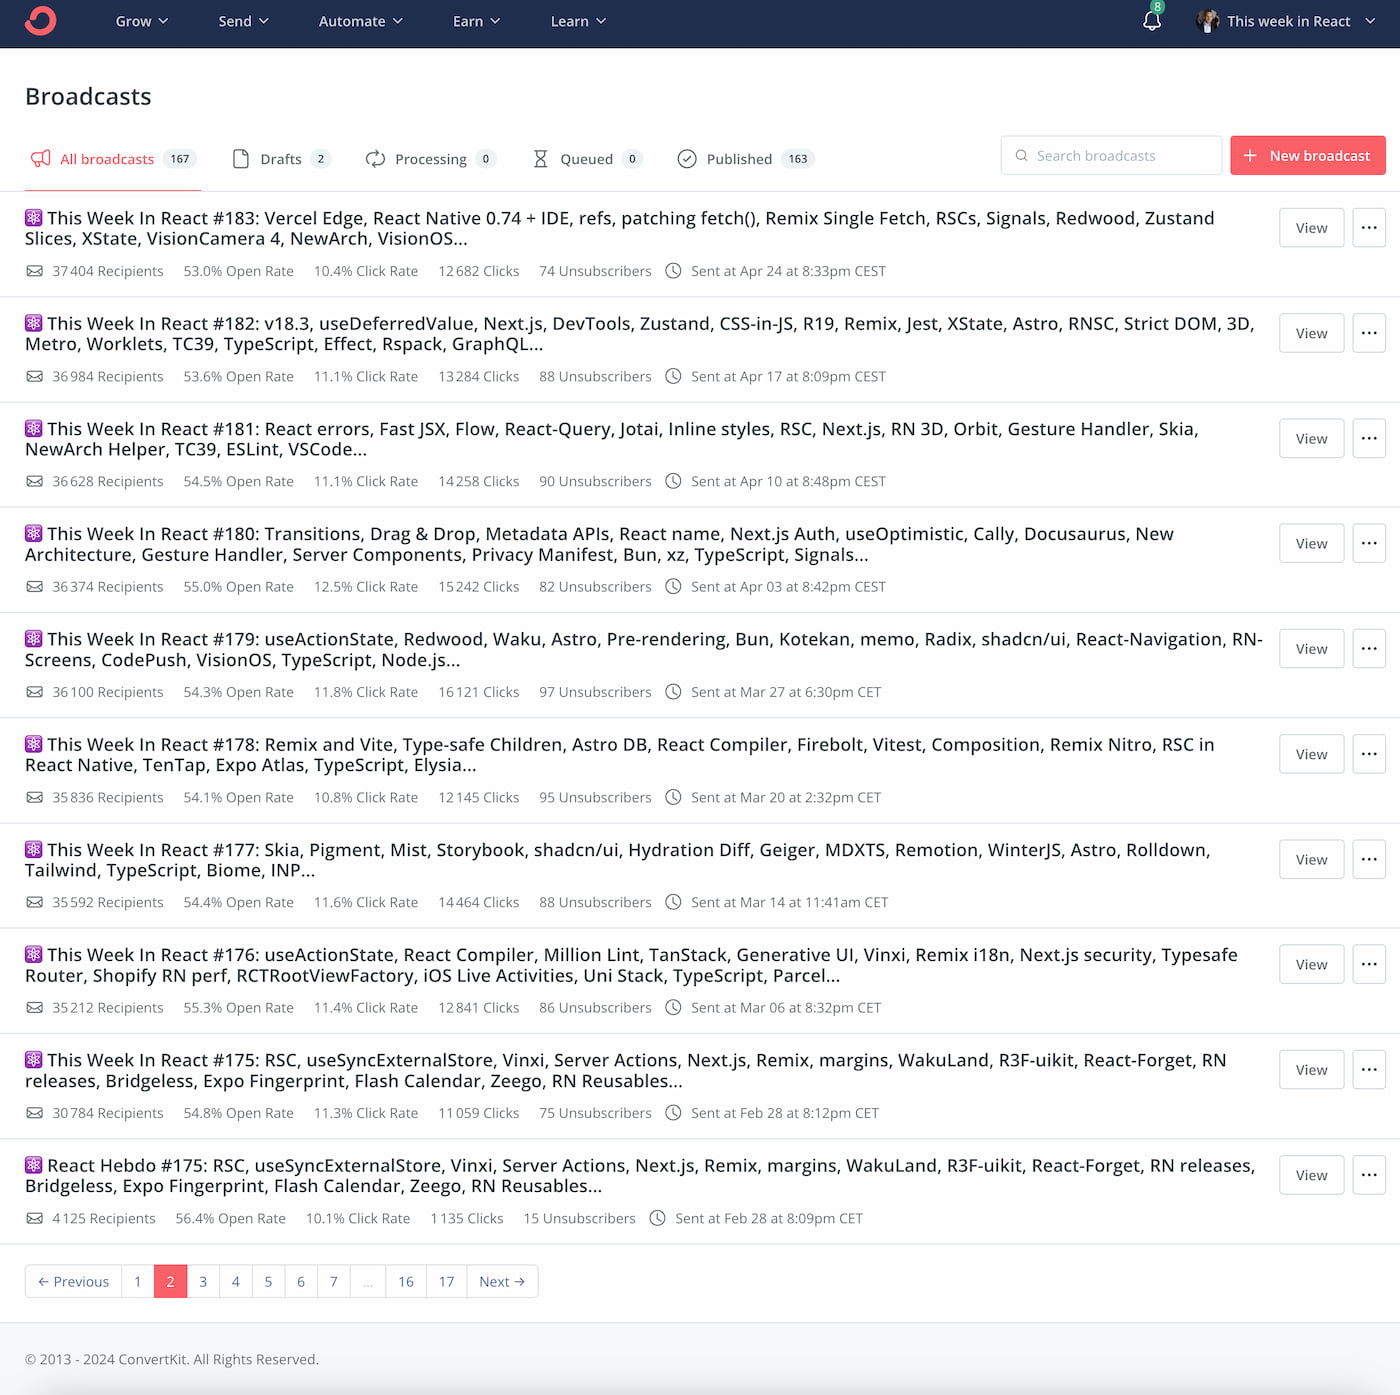 Grow Send Automate Earn Learn 8 This week in React
Broadcasts
All broadcasts 167 Drafts 2 Processing 0 Queued 0 Published 163 Search broadcasts + New broadcast
⚛️ This Week In React #183: Vercel Edge, React Native 0.74 + IDE, refs, patching fetch(), Remix Single Fetch, RSCs, Signals, Redwood, Zustand
Slices, XState, VisionCamera 4, NewArch, VisionOS...
View ...
37 404 Recipients 53.0% Open Rate 10.4% Click Rate 12 682 Clicks 74 Unsubscribers Sent at Apr 24 at 8:33pm CEST
⚛️ This Week In React #182: v18.3, useDeferredValue, Next.js, DevTools, Zustand, CSS-in-JS, R19, Remix, Jest, XState, Astro, RNSC, Strict DOM, 3D,
Metro, Worklets, TC39, TypeScript, Effect, Rspack, GraphQL...
View ...
36 984 Recipients 53.6% Open Rate 11.1% Click Rate 13 284 Clicks 88 Unsubscribers Sent at Apr 17 at 8:09pm CEST
⚛️ This Week In React #181: React errors, Fast JSX, Flow, React-Query, Jotai, Inline styles, RSC, Next.js, RN 3D, Orbit, Gesture Handler, Skia,
NewArch Helper, TC39, ESLint, VSCode...
View ...
36 628 Recipients 54.5% Open Rate 11.1% Click Rate 14 258 Clicks 90 Unsubscribers Sent at Apr 10 at 8:48pm CEST
⚛️ This Week In React #180: Transitions, Drag & Drop, Metadata APIs, React name, Next.js Auth, useOptimistic, Cally, Docusaurus, New
Architecture, Gesture Handler, Server Components, Privacy Manifest, Bun, xz, TypeScript, Signals...
View ...
36 374 Recipients 55.0% Open Rate 12.5% Click Rate 15 242 Clicks 82 Unsubscribers Sent at Apr 03 at 8:42pm CEST
⚛️ This Week In React #179: useActionState, Redwood, Waku, Astro, Pre-rendering, Bun, Kotekan, memo, Radix, shadcn/ui, React-Navigation, RN-
Screens, CodePush, VisionOS, TypeScript, Node.js...
View ...
36 100 Recipients 54.3% Open Rate 11.8% Click Rate 16 121 Clicks 97 Unsubscribers Sent at Mar 27 at 6:30pm CET
⚛️ This Week In React #178: Remix and Vite, Type-safe Children, Astro DB, React Compiler, Firebolt, Vitest, Composition, Remix Nitro, RSC in
React Native, TenTap, Expo Atlas, TypeScript, Elysia...
View ...
35 836 Recipients 54.1% Open Rate 10.8% Click Rate 12 145 Clicks 95 Unsubscribers Sent at Mar 20 at 2:32pm CET
⚛️ This Week In React #177: Skia, Pigment, Mist, Storybook, shadcn/ui, Hydration Diff, Geiger, MDXTS, Remotion, WinterJS, Astro, Rolldown,
Tailwind, TypeScript, Biome, INP...
View ...
35 592 Recipients 54.4% Open Rate 11.6% Click Rate 14 464 Clicks 88 Unsubscribers Sent at Mar 14 at 11:41am CET
⚛️ This Week In React #176: useActionState, React Compiler, Million Lint, TanStack, Generative UI, Vinxi, Remix i18n, Next.js security, Typesafe
Router, Shopify RN perf, RCTRootViewFactory, iOS Live Activities, Uni Stack, TypeScript, Parcel...
View ...
35 212 Recipients 55.3% Open Rate 11.4% Click Rate 12 841 Clicks 86 Unsubscribers Sent at Mar 06 at 8:32pm CET
⚛️ This Week In React #175: RSC, useSyncExternalStore, Vinxi, Server Actions, Next.js, Remix, margins, WakuLand, R3F-uikit, React-Forget, RN
releases, Bridgeless, Expo Fingerprint, Flash Calendar, Zeego, RN Reusables...
View ...
30 784 Recipients 54.8% Open Rate 11.3% Click Rate 11 059 Clicks 75 Unsubscribers Sent at Feb 28 at 8:12pm CET
⚛️ React Hebdo #175: RSC, useSyncExternalStore, Vinxi, Server Actions, Next.js, Remix, margins, WakuLand, R3F-uikit, React-Forget, RN releases,
Bridgeless, Expo Fingerprint, Flash Calendar, Zeego, RN Reusables...
View ...
4 125 Recipients 56.4% Open Rate 10.1% Click Rate 1 135 Clicks 15 Unsubscribers Sent at Feb 28 at 8:09pm CET
← Previous 1 2 3 4 5 6 7 ... 16 17 Next →
© 2013 - 2024 ConvertKit. All Rights Reserved.